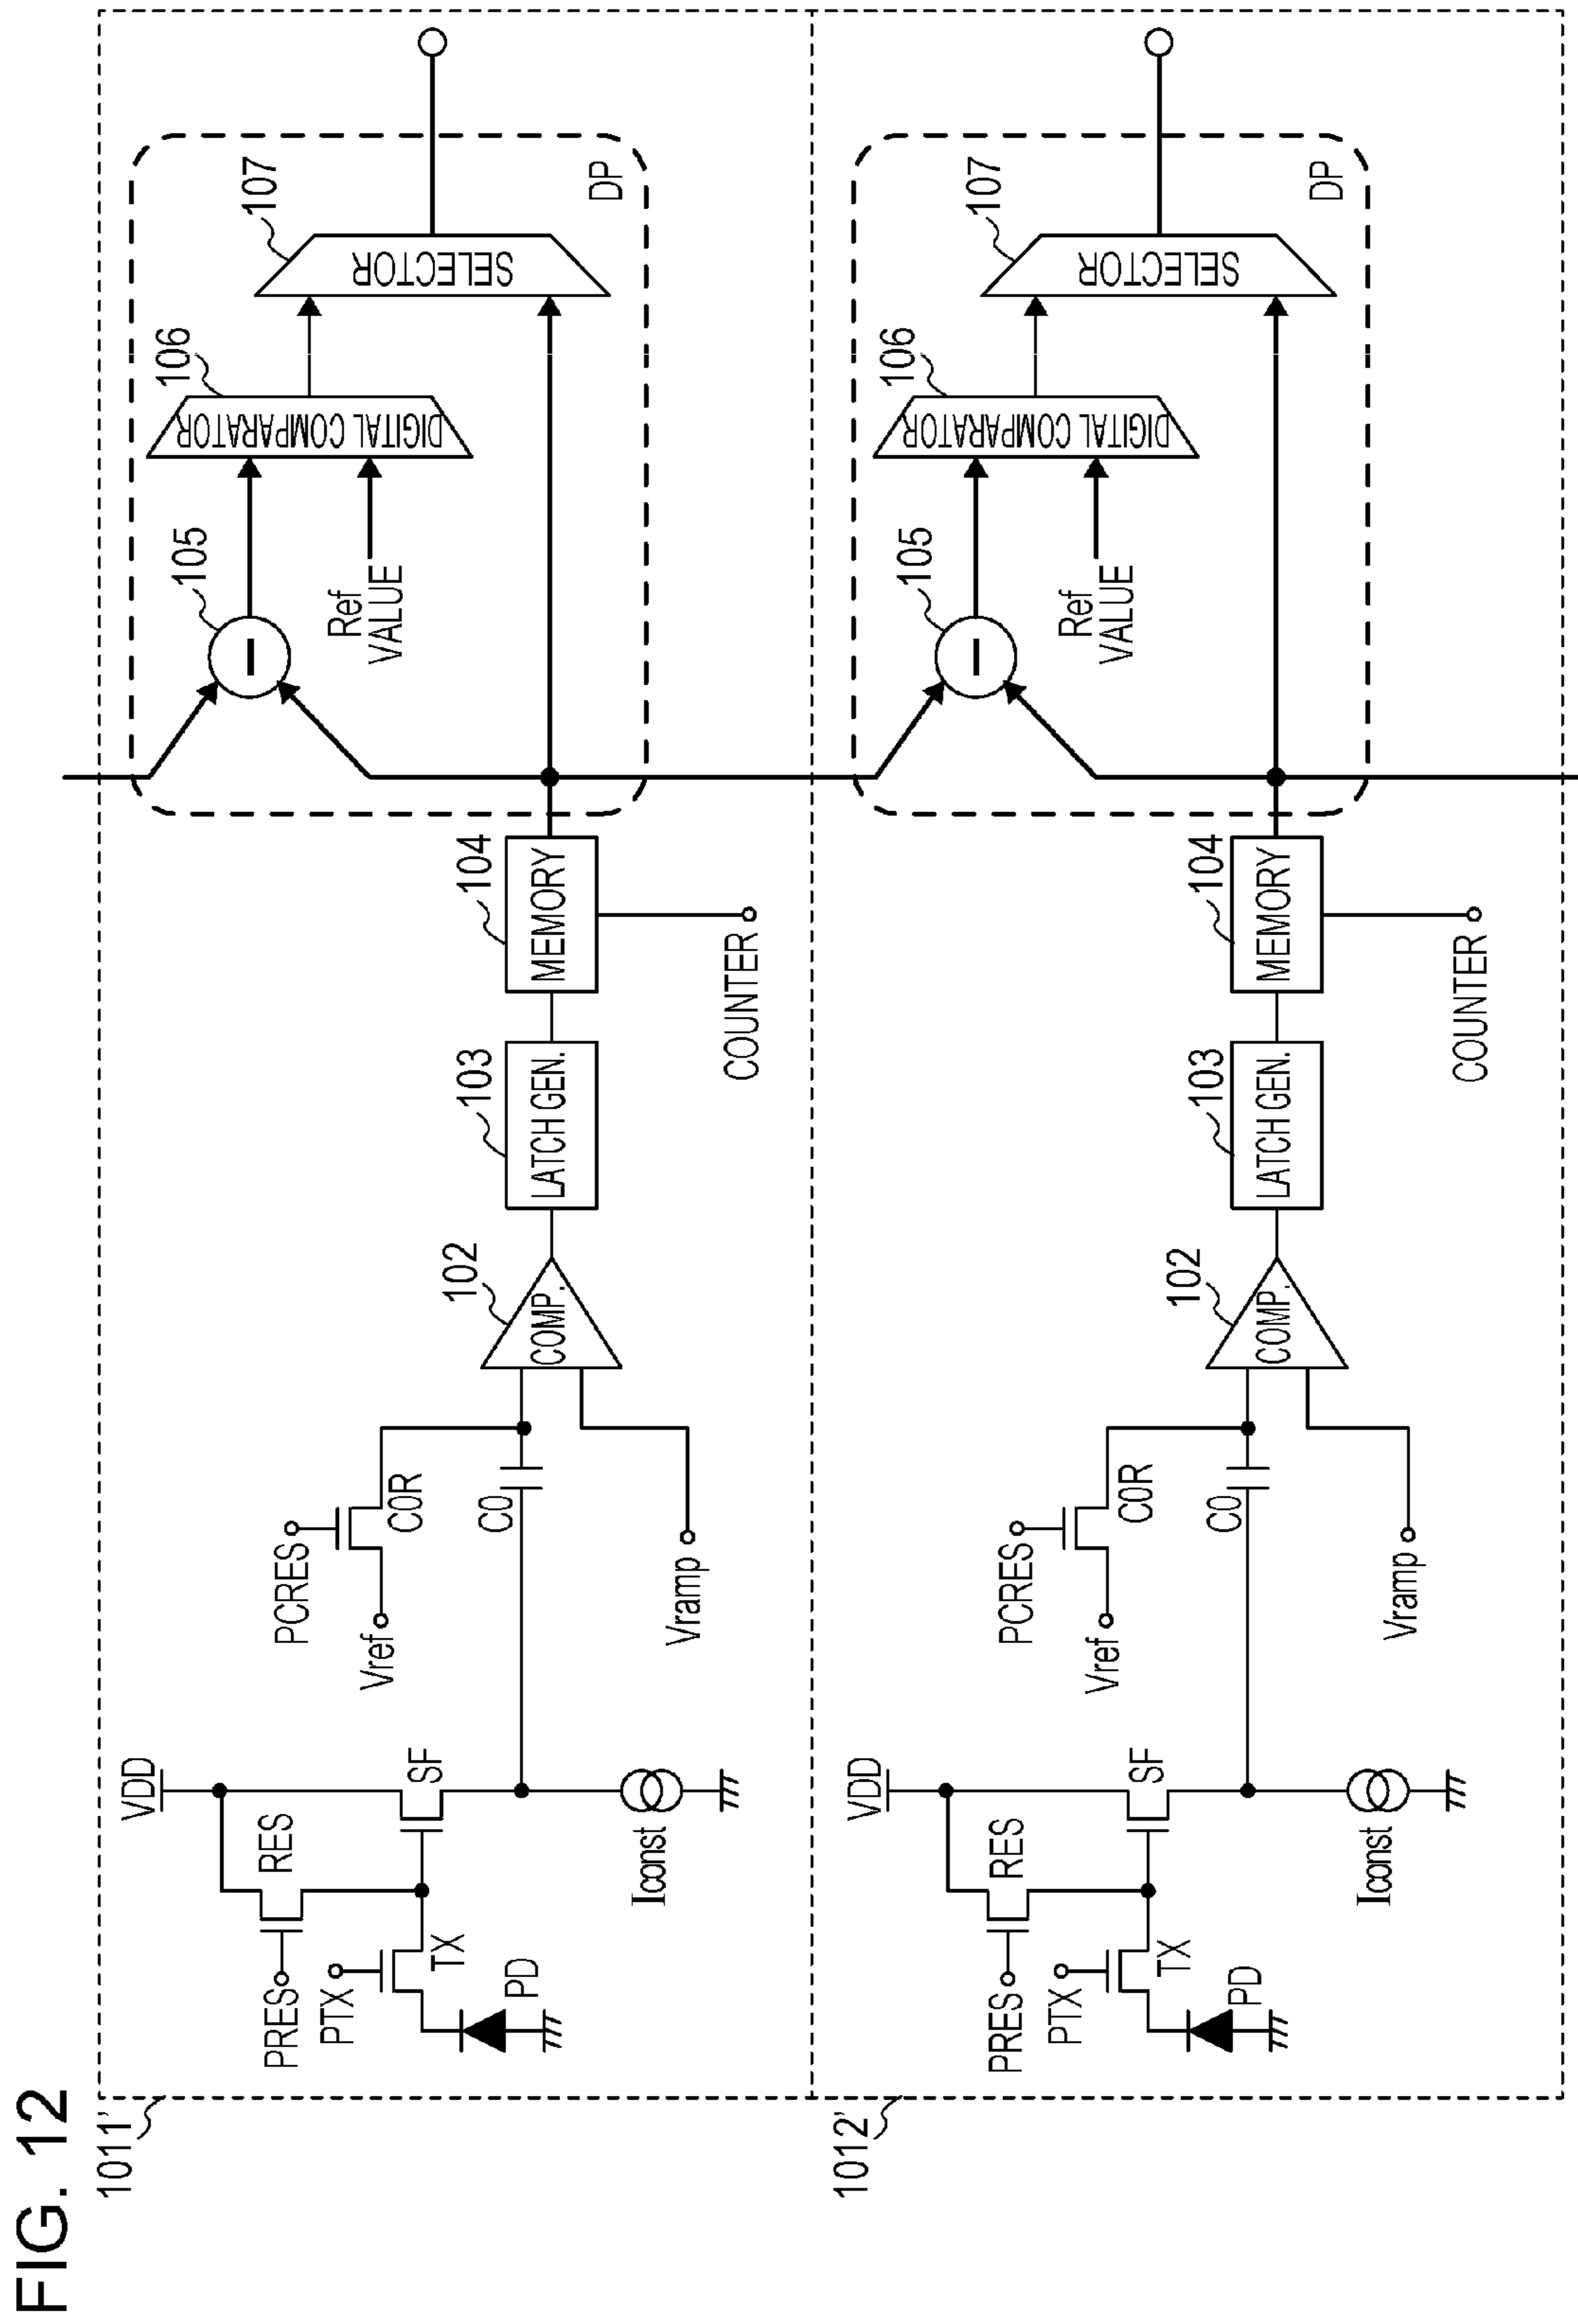 FIG. 12
1011'
VDD
PRES
RES
PTX
TX
PD
SF
Iconst
PCRES
Vref
COR
C0
Vramp
102
COMP.
103
LATCH GEN.
104
MEMORY
COUNTER
105
Ref
VALUE
106
DIGITAL COMPARATOR
107
SELECTOR
DP
1012'
VDD
PRES
RES
PTX
TX
PD
SF
Iconst
PCRES
Vref
COR
C0
Vramp
102
COMP.
103
LATCH GEN.
104
MEMORY
COUNTER
105
Ref
VALUE
106
DIGITAL COMPARATOR
107
SELECTOR
DP